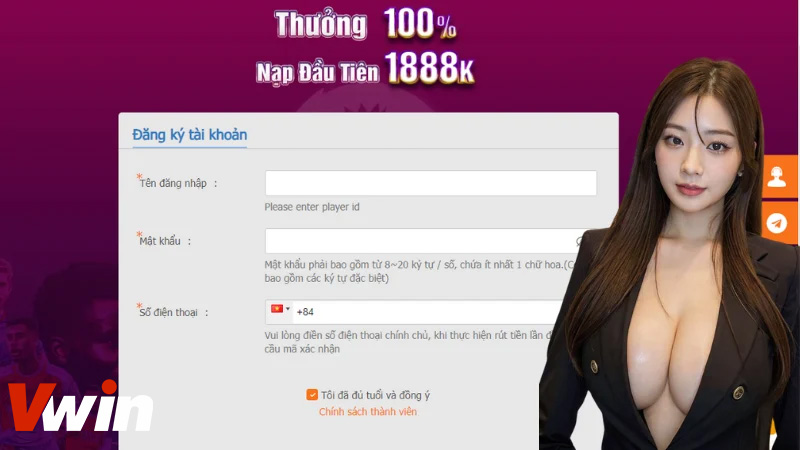 Thưởng 100%
Nạp Đầu Tiên 1888K
Đăng ký tài khoản
*Tên đăng nhập :
Please enter player id
*Mật khẩu :
Mật khẩu phải bao gồm từ 8~20 ký tự / số, chứa ít nhất 1 chữ hoa.(C
bao gồm các ký tự đặc biệt)
*Số điện thoại :
+84
Vui lòng điền số điện thoại chính chủ, khi thực hiện rút tiền lần
cầu mã xác nhận
Tôi đã đủ tuổi và đồng ý
Chính sách thành viên
Vwin